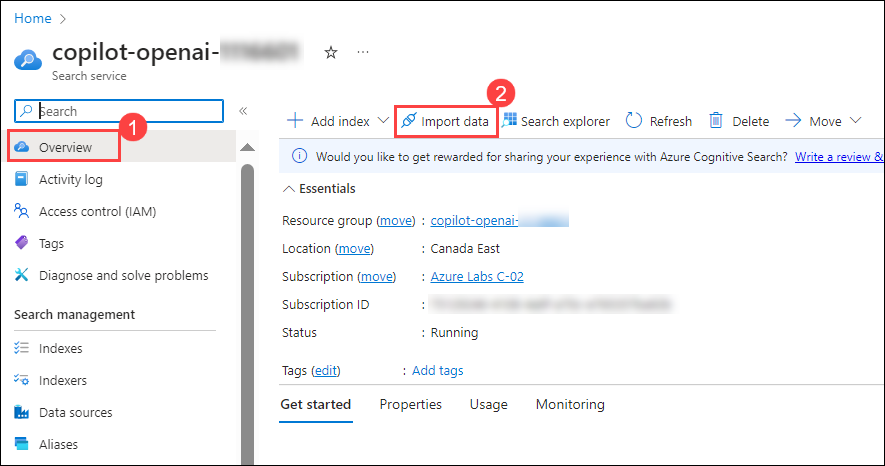 Home
copilot-openai-
Search service
Search
Overview
Activity log
Access control (IAM)
Tags
Diagnose and solve problems
Search management
Indexes
Indexers
Data sources
Aliases
1
2
Add index Import data Search explorer Refresh Delete Move
Would you like to get rewarded for sharing your experience with Azure Cognitive Search? Write a review &
Essentials
Resource group (move) : copilot-openai-
Location (move) : Canada East
Subscription (move) : Azure Labs C-02
Subscription ID :
Status : Running
Tags (edit) : Add tags
Get started Properties Usage Monitoring